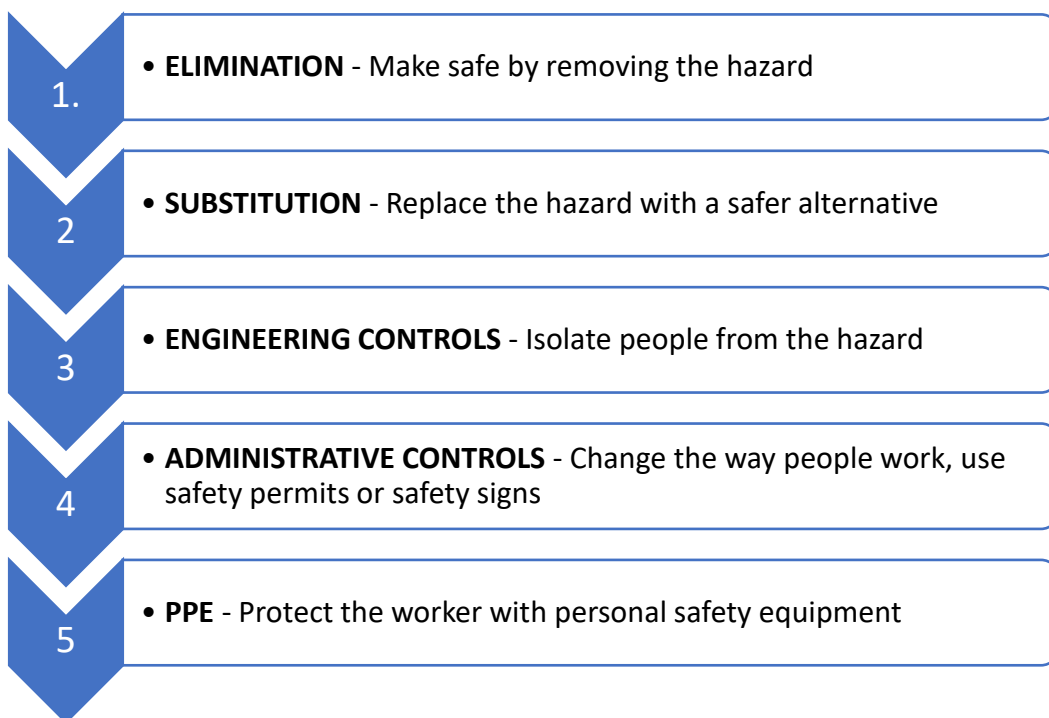 1.
• ELIMINATION - Make safe by removing the hazard
2
• SUBSTITUTION - Replace the hazard with a safer alternative
3
• ENGINEERING CONTROLS - Isolate people from the hazard
4
• ADMINISTRATIVE CONTROLS - Change the way people work, use
safety permits or safety signs
5
• PPE - Protect the worker with personal safety equipment